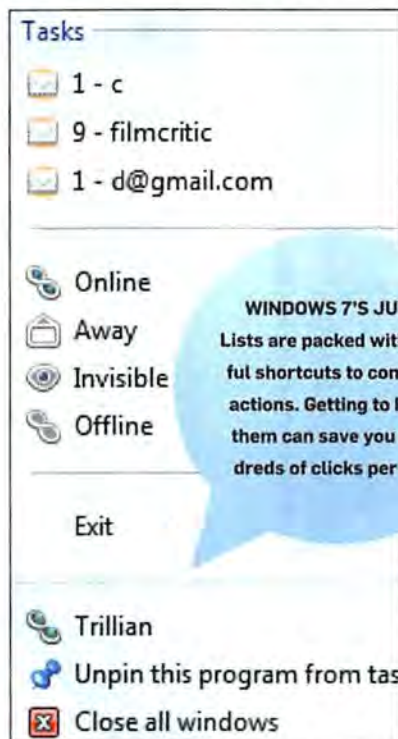 Tasks
1 - c
9 - filmcritic
1 - d@gmail.com
Online
Away
Invisible
Offline
WINDOWS 7'S JU
Lists are packed wit
ful shortcuts to con
actions. Getting to
them can save you
dreds of clicks per
Exit
Trillian
Unpin this program from tas
Close all windows